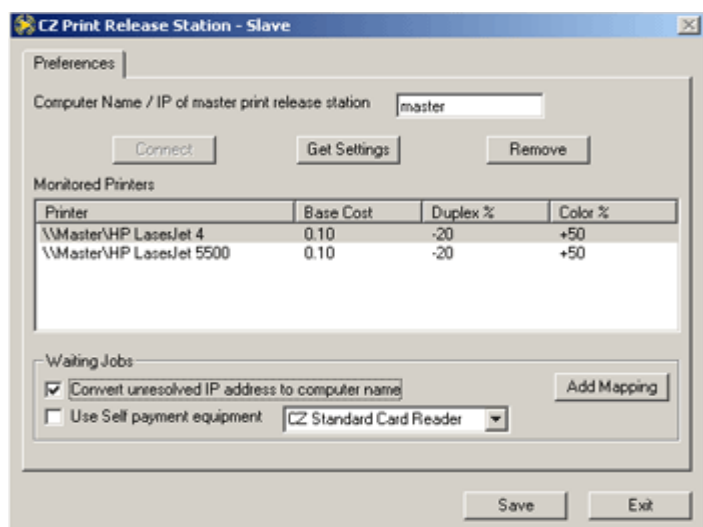 CZ Print Release Station - Slave
Preferences
Computer Name / IP of master print release station master
Connect Get Settings Remove
Monitored Printers
Printer Base Cost Duplex % Color %
\\Master\HP LaserJet 4 0.10 -20 +50
\\Master\HP LaserJet 5500 0.10 -20 +50
Waiting Jobs
Convert unresolved IP address to computer name Add Mapping
Use Self payment equipment CZ Standard Card Reader
Save Exit